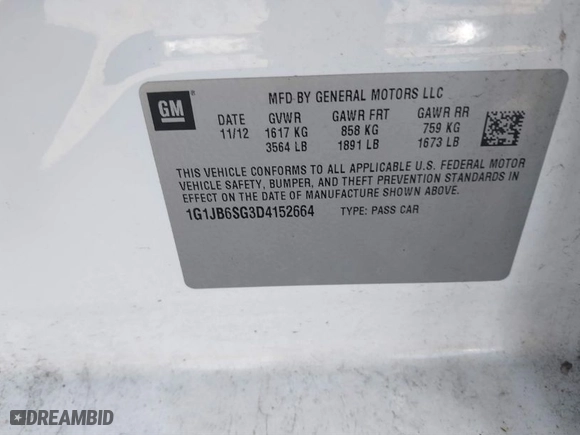 GM ®
MFD BY GENERAL MOTORS LLC
DATE GVWR GAWR FRT GAWR RR
11/12 1617 KG 858 KG 759 KG
3564 LB 1891 LB 1673 LB
THIS VEHICLE CONFORMS TO ALL APPLICABLE U.S. FEDERAL MOTOR
VEHICLE SAFETY, BUMPER, AND THEFT PREVENTION STANDARDS IN
EFFECT ON THE DATE OF MANUFACTURE SHOWN ABOVE.
1G1JB6SG3D4152664 TYPE: PASS CAR
DREAMBID